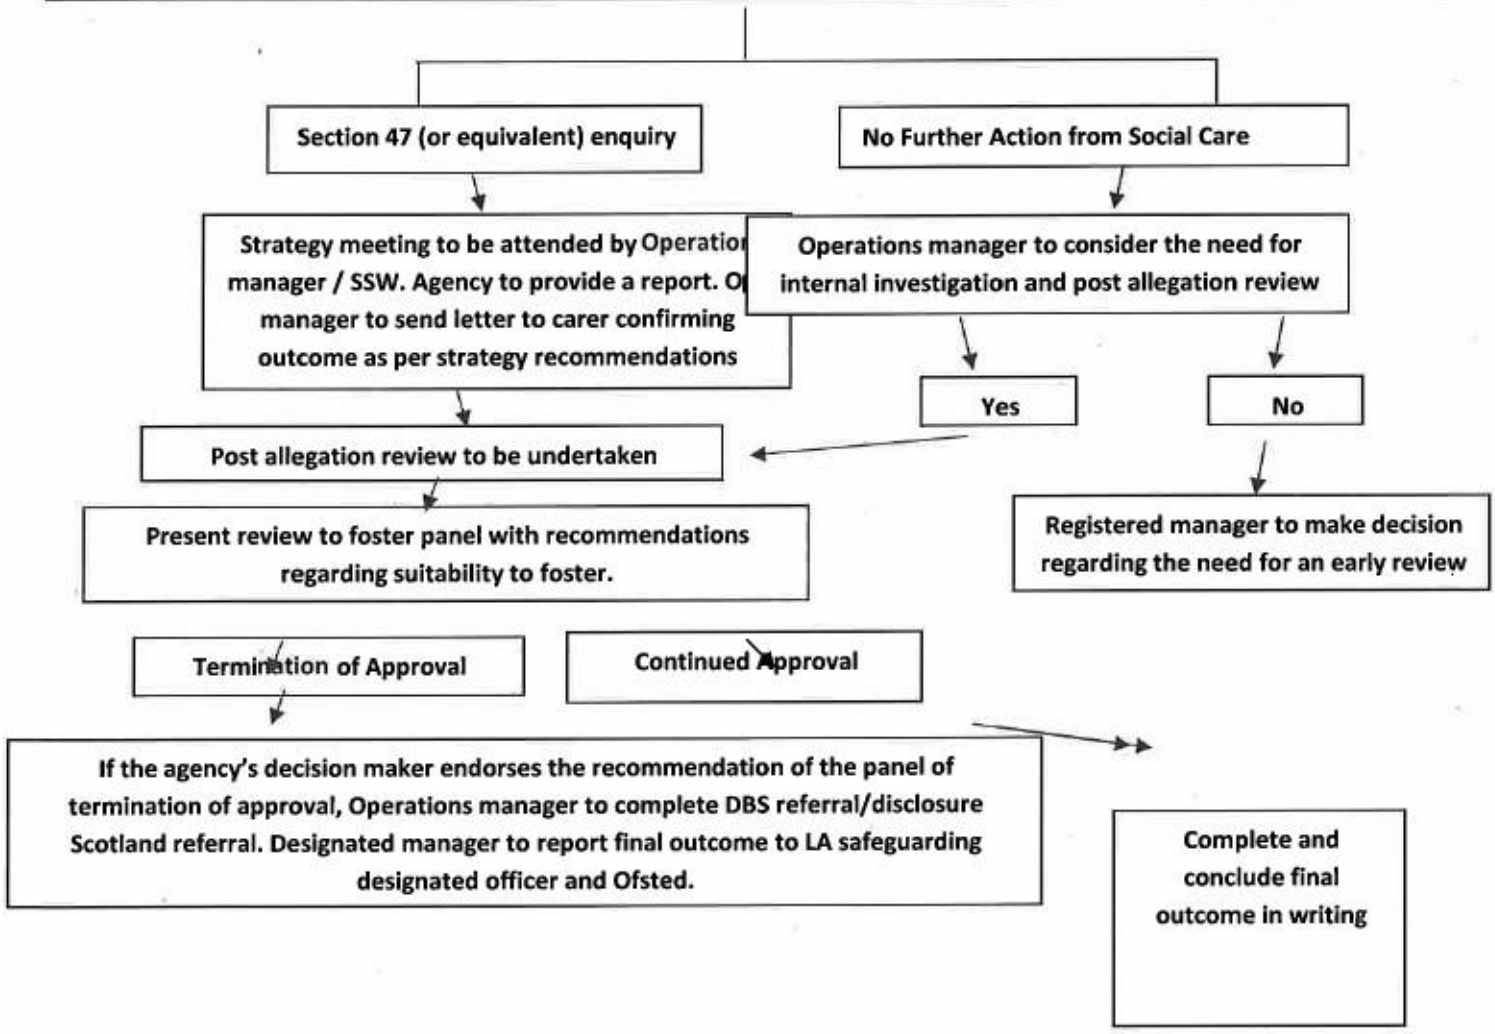 Section 47 (or equivalent) enquiry
No Further Action from Social Care
Strategy meeting to be attended by Operation
manager / SSW. Agency to provide a report. O
manager to send letter to carer confirming
outcome as per strategy recommendations
Operations manager to consider the need for
internal investigation and post allegation review
Yes
No
Post allegation review to be undertaken
Registered manager to make decision
regarding the need for an early review
Present review to foster panel with recommendations
regarding suitability to foster.
Termination of Approval
Continued Approval
If the agency's decision maker endorses the recommendation of the panel of
termination of approval, Operations manager to complete DBS referral/disclosure
Scotland referral. Designated manager to report final outcome to LA safeguarding
designated officer and Ofsted.
Complete and
conclude final
outcome in writing